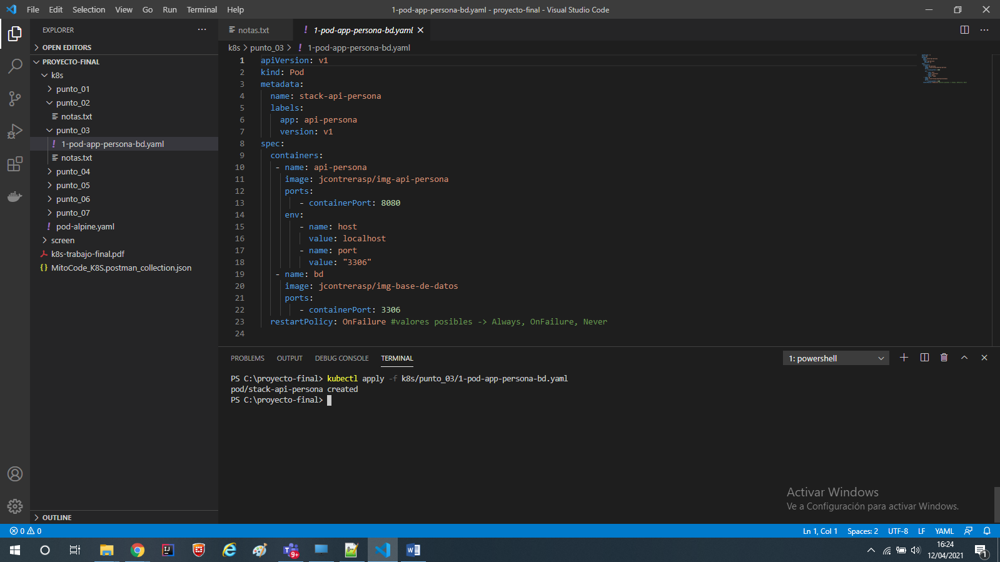 File Edit Selection View Go Run Terminal Help
1-pod-app-persona-bd.yaml - proyecto-final - Visual Studio Code
EXPLORER
OPEN EDITORS
PROYECTO-FINAL
k8s
punto_01
punto_02
notas.txt
punto_03
! 1-pod-app-persona-bd.yaml
notas.txt
punto_04
punto_05
punto_06
punto_07
! pod-alpine.yaml
screen
k8s-trabajo-final.pdf
{} MitoCode_K8S.postman_collection.json
OUTLINE
notas.txt
! 1-pod-app-persona-bd.yaml
k8s > punto_03 > ! 1-pod-app-persona-bd.yaml
1 apiVersion: v1
2 kind: Pod
3 metadata:
4 name: stack-api-persona
5 labels:
6 app: api-persona
7 version: v1
8 spec:
9 containers:
10 - name: api-persona
11 image: jcontrerasp/img-api-persona
12 ports:
13 - containerPort: 8080
14 env:
15 - name: host
16 value: localhost
17 - name: port
18 value: "3306"
19 - name: bd
20 image: jcontrerasp/img-base-de-datos
21 ports:
22 - containerPort: 3306
23 restartPolicy: OnFailure #valores posibles -> Always, OnFailure, Never
24
PROBLEMS OUTPUT DEBUG CONSOLE TERMINAL
1: powershell
PS C:\proyecto-final> kubectl apply -f k8s/punto_03/1-pod-app-persona-bd.yaml
pod/stack-api-persona created
PS C:\proyecto-final>
Activar Windows
Ve a Configuración para activar Windows.
0 0
Ln 1, Col 1 Spaces: 2 UTF-8 LF YAML
9+
16:24
12/04/2021
1